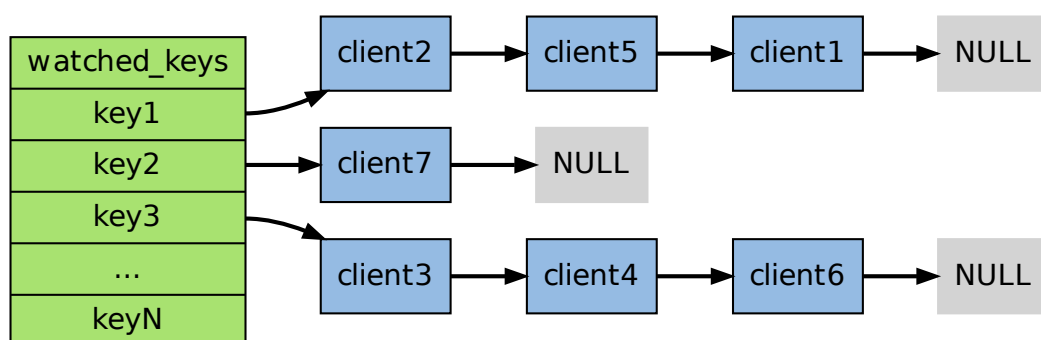 watched_keys
key1
key2
key3
...
keyN
client2
client5
client1
NULL
client7
NULL
client3
client4
client6
NULL